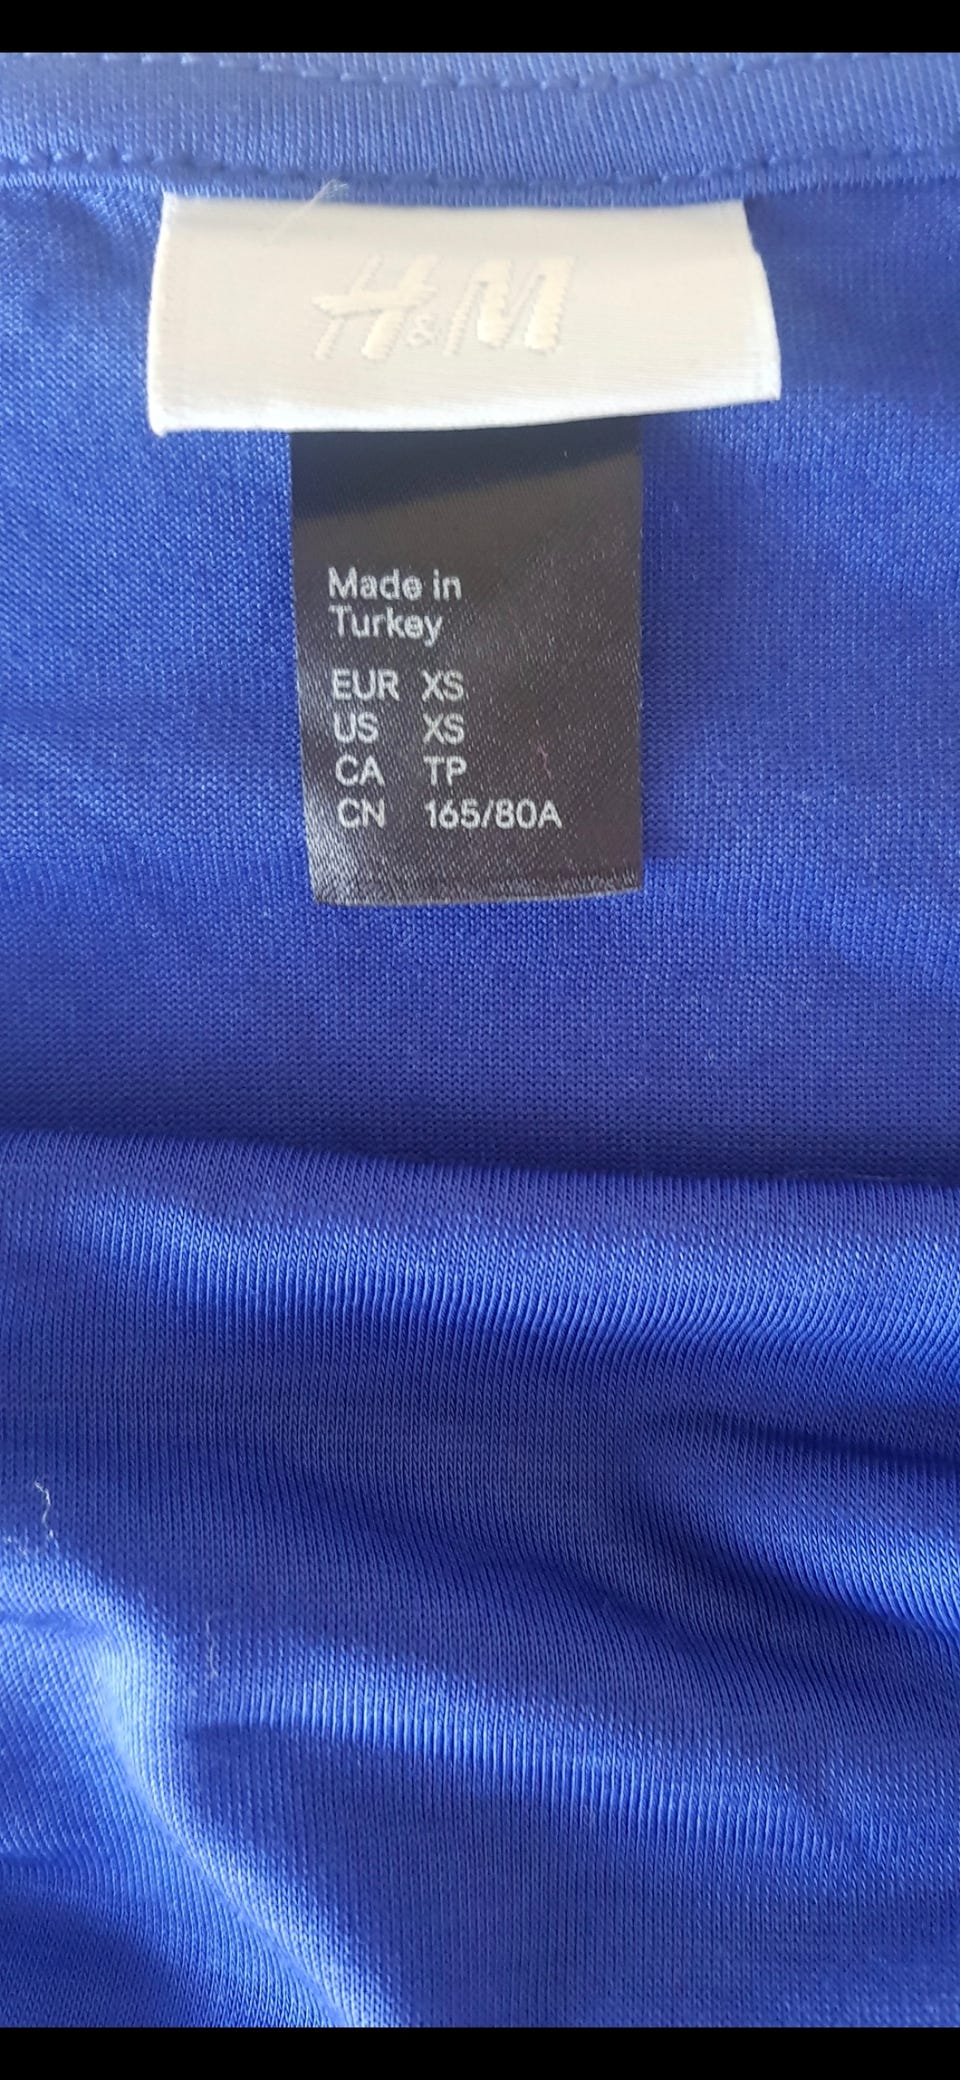 H&M
Made in
Turkey
EUR XS
US XS
CA TP
CN 165/80A